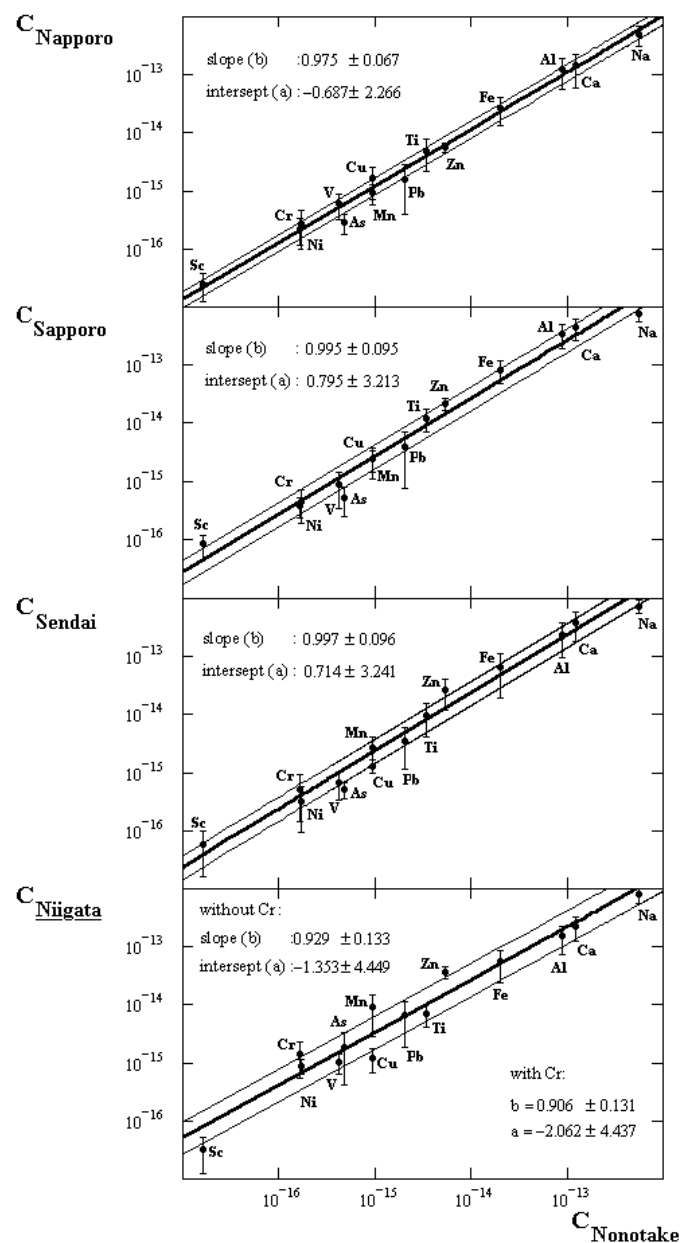 C Napporo
slope (b) :0.975 ± 0.067
intersept (a) :−0.687± 2.266
10⁻¹³
10⁻¹⁴
10⁻¹⁵
10⁻¹⁶
Sc
Cr
Ni
V
As
Cu
Mn
Pb
Ti
Zn
Fe
Al
Ca
Na
C Sapporo
slope (b) : 0.995 ± 0.095
intersept (a) : 0.795 ± 3.213
10⁻¹³
10⁻¹⁴
10⁻¹⁵
10⁻¹⁶
Sc
Cr
Ni
V
As
Cu
Mn
Pb
Ti
Zn
Fe
Al
Ca
Na
C Sendai
slope (b) : 0.997 ± 0.096
intersept (a) : 0.714 ± 3.241
10⁻¹³
10⁻¹⁴
10⁻¹⁵
10⁻¹⁶
Sc
Cr
Ni
V
As
Mn
Cu
Pb
Ti
Zn
Fe
Al
Ca
Na
C Niigata
without Cr:
slope (b) :0.929 ± 0.133
intersept (a) :−1.353± 4.449
10⁻¹³
10⁻¹⁴
10⁻¹⁵
10⁻¹⁶
Sc
Cr
Ni
V
As
Mn
Cu
Pb
Ti
Zn
Fe
Al
Ca
Na
with Cr:
b = 0.906 ± 0.131
a = −2.062 ± 4.437
10⁻¹⁶ 10⁻¹⁵ 10⁻¹⁴ 10⁻¹³
C Nonotake